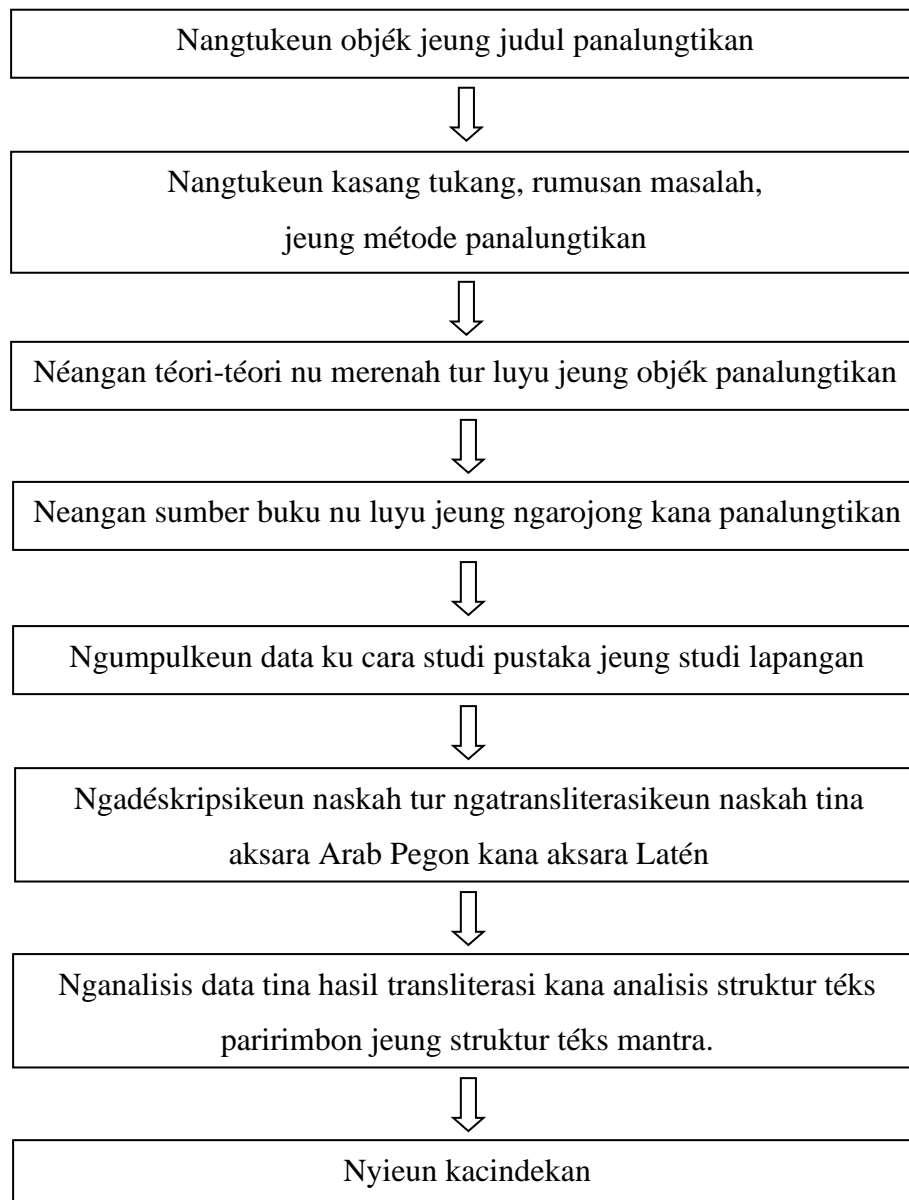 Nangtukeun objék jeung judul panalungtikan
Nangtukeun kasang tukang, rumusan masalah,
jeung métode panalungtikan
Néangan téori-téori nu merenah tur luyu jeung objék panalungtikan
Neangan sumber buku nu luyu jeung ngarojong kana panalungtikan
Ngumpulkeun data ku cara studi pustaka jeung studi lapangan
Ngadéskripsikeun naskah tur ngatransliterasikeun naskah tina
aksara Arab Pegon kana aksara Latén
Nganalisis data tina hasil transliterasi kana analisis struktur téks
paririmbon jeung struktur téks mantra.
Nyieun kacindekan